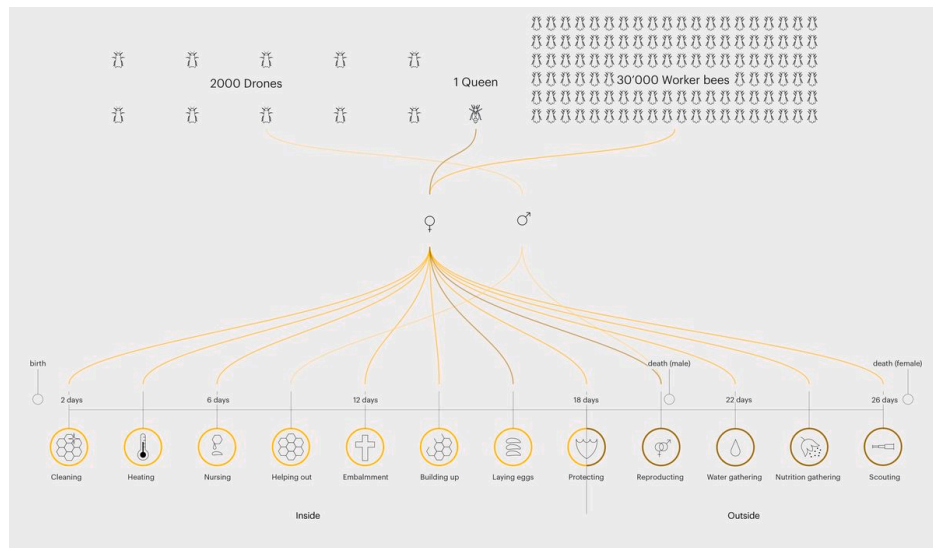 2000 Drones
1 Queen
30’000 Worker bees
birth
death (male)
death (female)
2 days
6 days
12 days
18 days
22 days
26 days
Cleaning
Heating
Nursing
Helping out
Embalmment
Building up
Laying eggs
Protecting
Reproducting
Water gathering
Nutrition gathering
Scouting
Inside
Outside